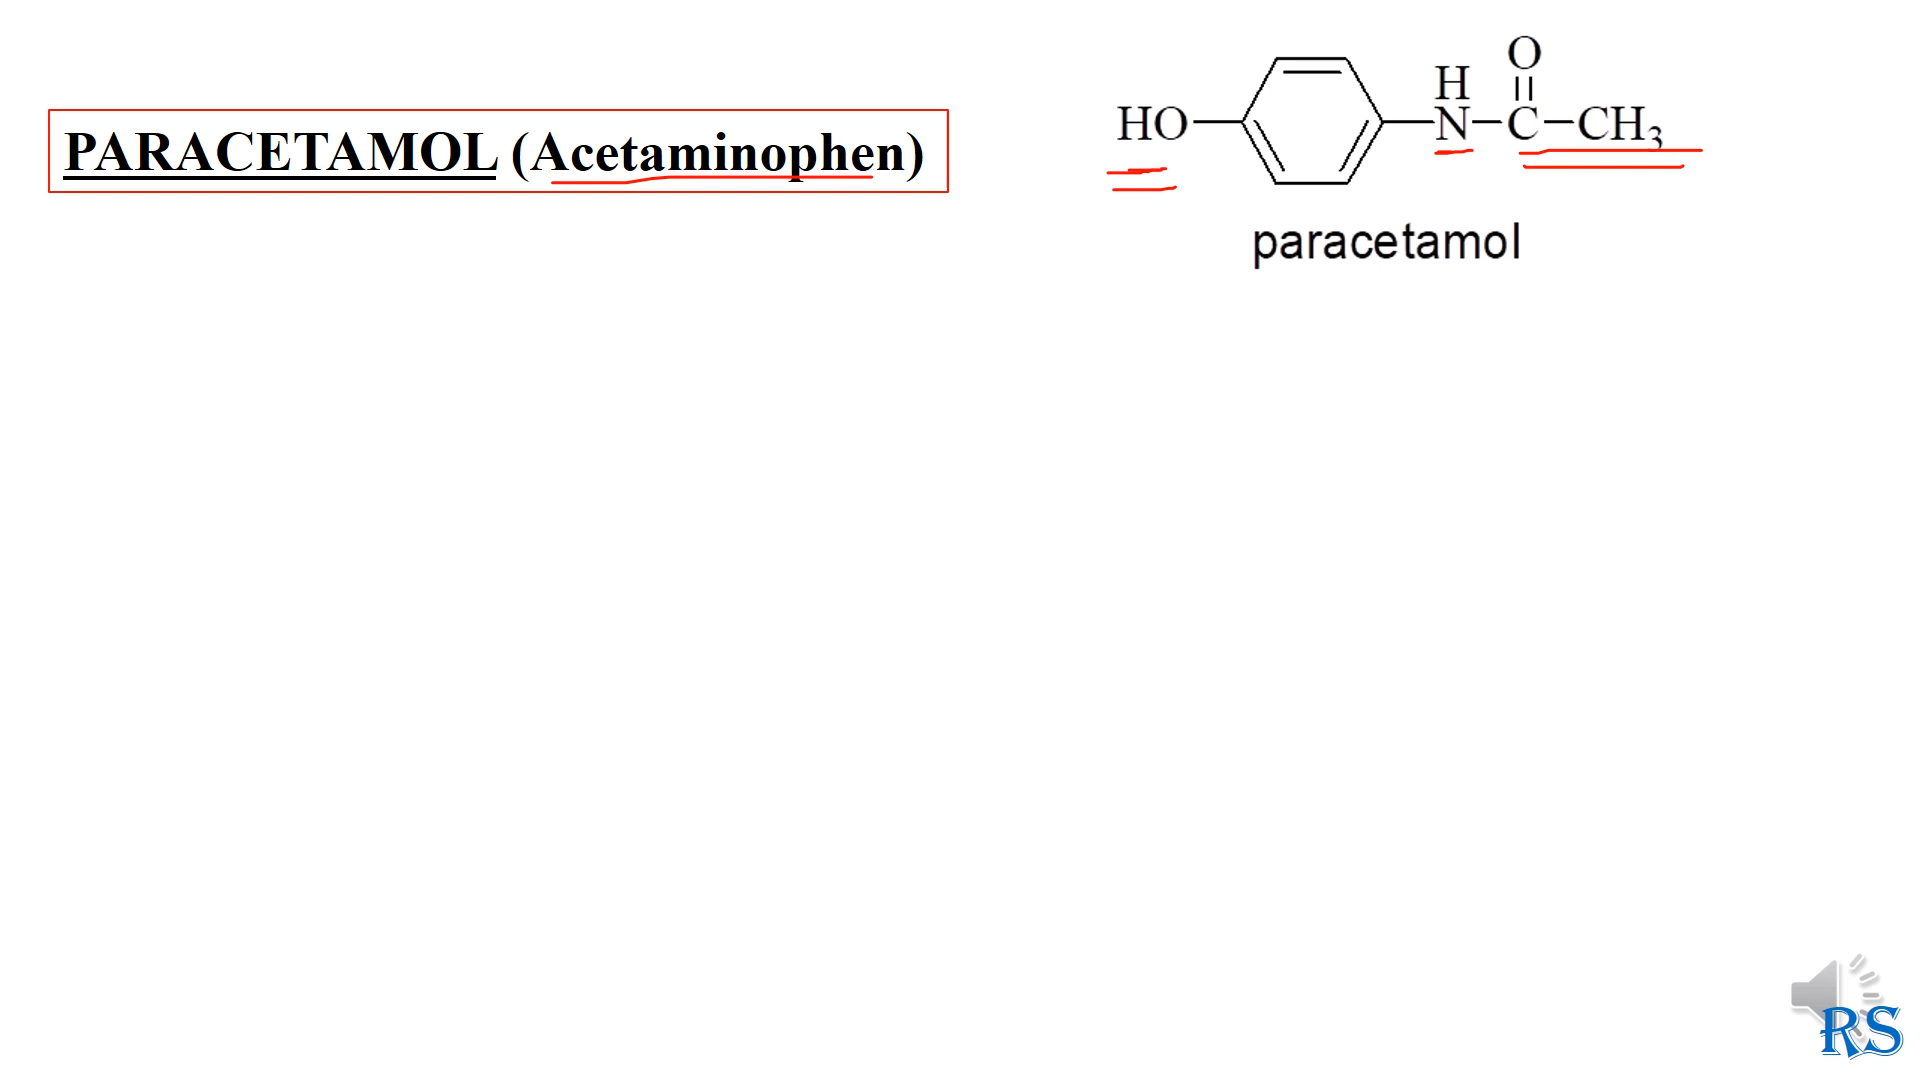 PARACETAMOL (Acetaminophen)
O
H
HO N C CH₃
paracetamol
RS